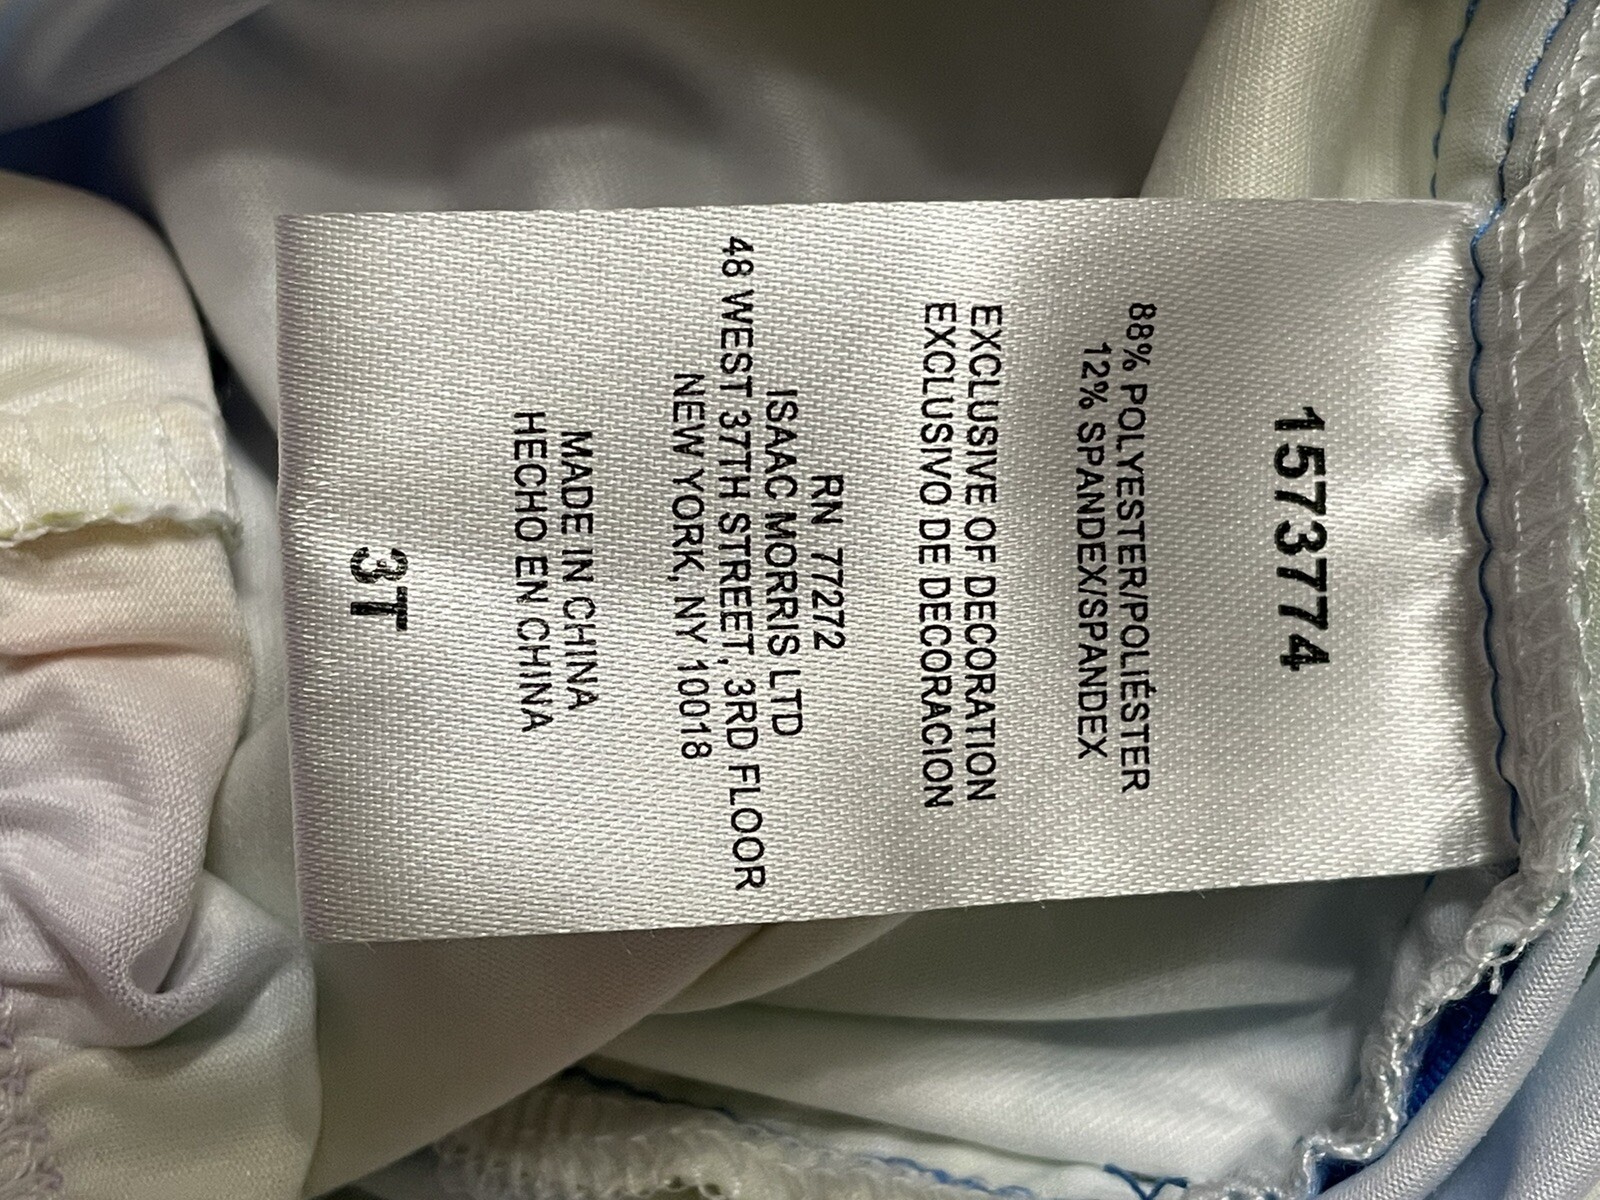 1573774
88% POLYESTER/POLIÉSTER
12% SPANDEX/SPANDEX
EXCLUSIVE OF DECORATION
EXCLUSIVO DE DECORACION
RN 77272
ISAAC MORRIS LTD
48 WEST 37TH STREET, 3RD FLOOR
NEW YORK, NY 10018
MADE IN CHINA
HECHO EN CHINA
3T